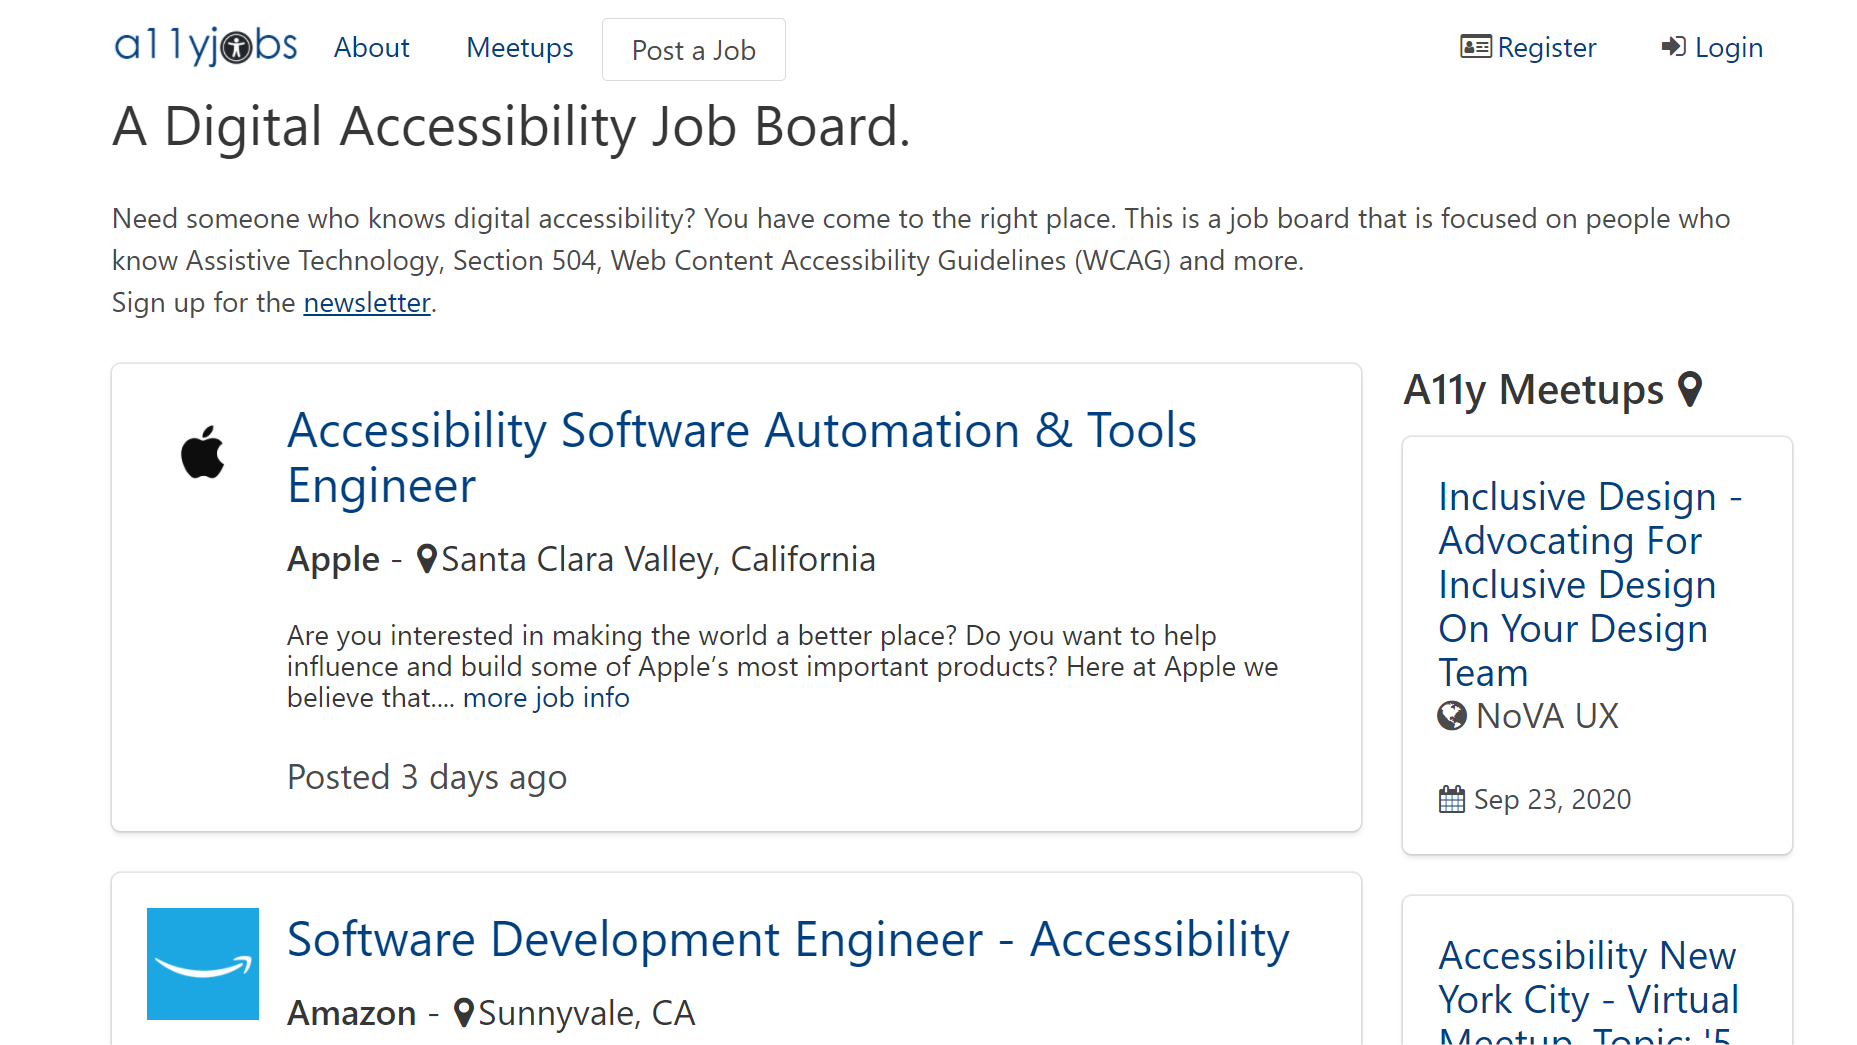 a11yjobs About Meetups Post a Job Register Login
A Digital Accessibility Job Board.
Need someone who knows digital accessibility? You have come to the right place. This is a job board that is focused on people who
know Assistive Technology, Section 504, Web Content Accessibility Guidelines (WCAG) and more.
Sign up for the newsletter.
Accessibility Software Automation & Tools
Engineer
Apple - Santa Clara Valley, California
Are you interested in making the world a better place? Do you want to help
influence and build some of Apple’s most important products? Here at Apple we
believe that.... more job info
Posted 3 days ago
Software Development Engineer - Accessibility
Amazon - Sunnyvale, CA
A11y Meetups
Inclusive Design -
Advocating For
Inclusive Design
On Your Design
Team
NoVA UX
Sep 23, 2020
Accessibility New
York City - Virtual
Meetup, Topic: '5